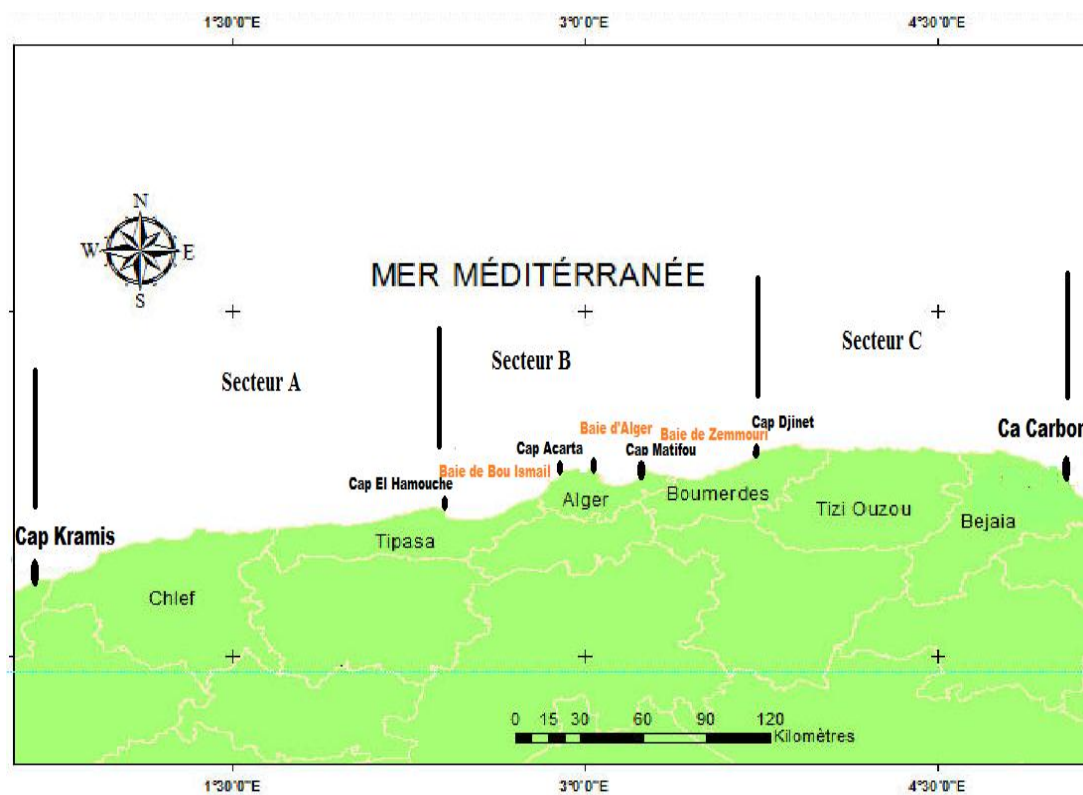 1°30'0"E 3°0'0"E 4°30'0"E
N
W E
S
MER MÉDITÉRRANÉE
Secteur A
Secteur B
Secteur C
Baie d'Alger
Cap Djinet
Baie de Zemmouri
Ca Carbon
Cap Acarta
Cap Matifou
Baie de Bou Ismail
Cap El Hamouche
Alger
Boumerdes
Tizi Ouzou
Bejaia
Cap Kramis
Tipasa
Chlef
0 15 30 60 90 120
Kilomètres
1°30'0"E 3°0'0"E 4°30'0"E